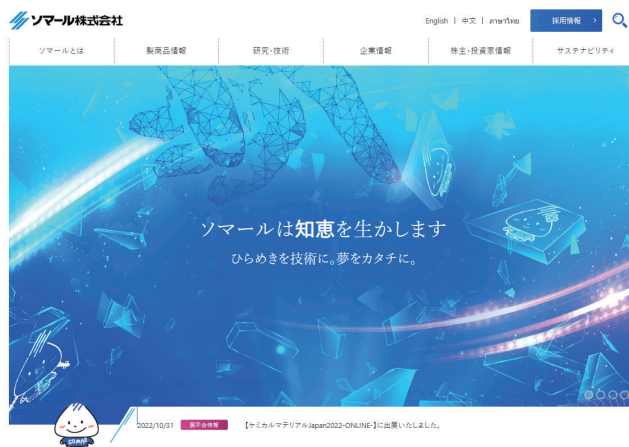 ソマール株式会社
English | 中文 | ภาษาไทย
採用情報
ソマールとは
製商品情報
研究・技術
企業情報
株主・投資家情報
サステナビリティ
ソマールは知恵を生かします
ひらめきを技術に。夢をカタチに。
2022/10/31 展示会情報 【ケミカルマテリアルJapan2022-ONLINE-】に出展いたしました。
SOMAR